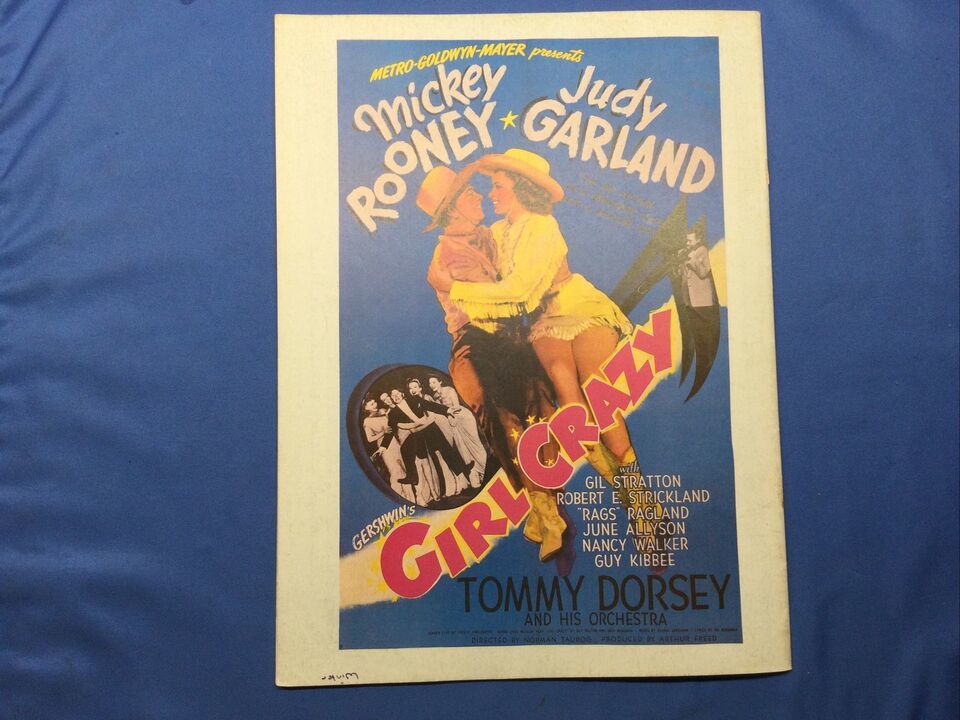 METRO-GOLDWYN-MAYER presents
Mickey
ROONEY
Judy
GARLAND
GERSHWIN'S
GIRL CRAZY
with
GIL STRATTON
ROBERT E. STRICKLAND
"RAGS" RAGLAND
JUNE ALLYSON
NANCY WALKER
GUY KIBBEE
TOMMY DORSEY
AND HIS ORCHESTRA
DIRECTED BY NORMAN TAUROG PRODUCED BY ARTHUR FREED